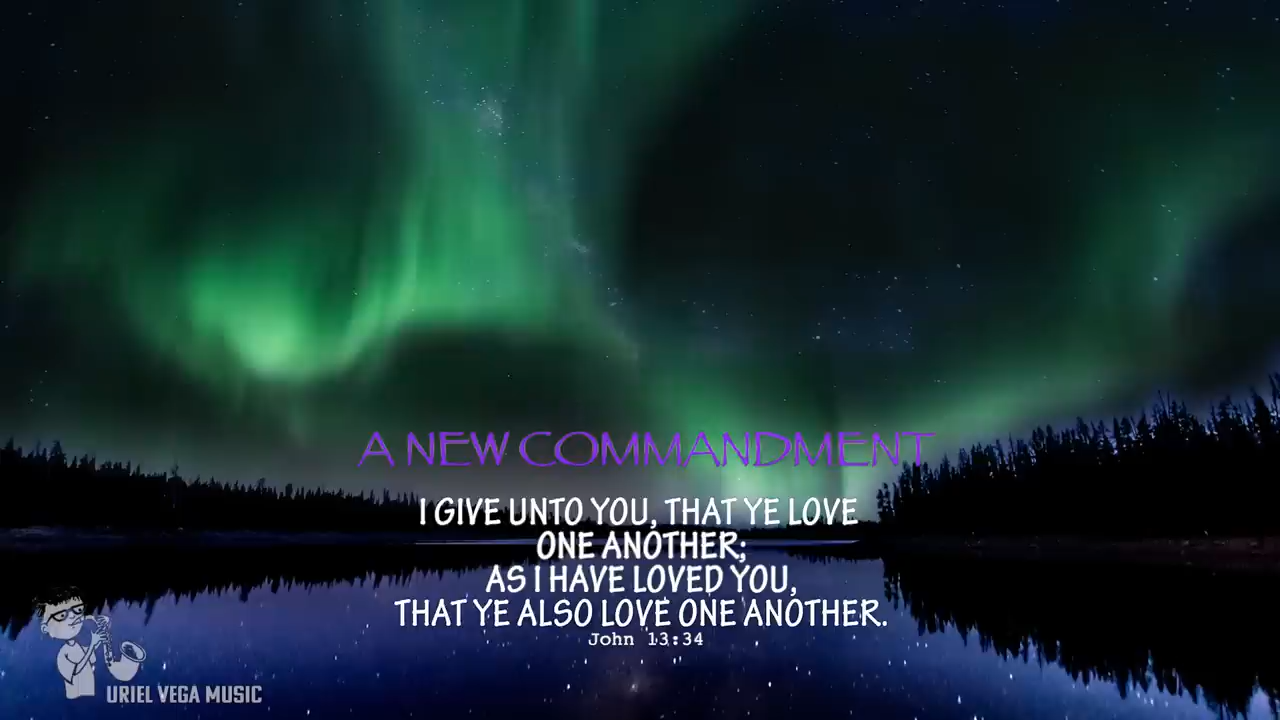 A NEW COMMANDMENT
I GIVE UNTO YOU, THAT YE LOVE
ONE ANOTHER;
AS I HAVE LOVED YOU,
THAT YE ALSO LOVE ONE ANOTHER.
John 13:34
URIEL VEGA MUSIC